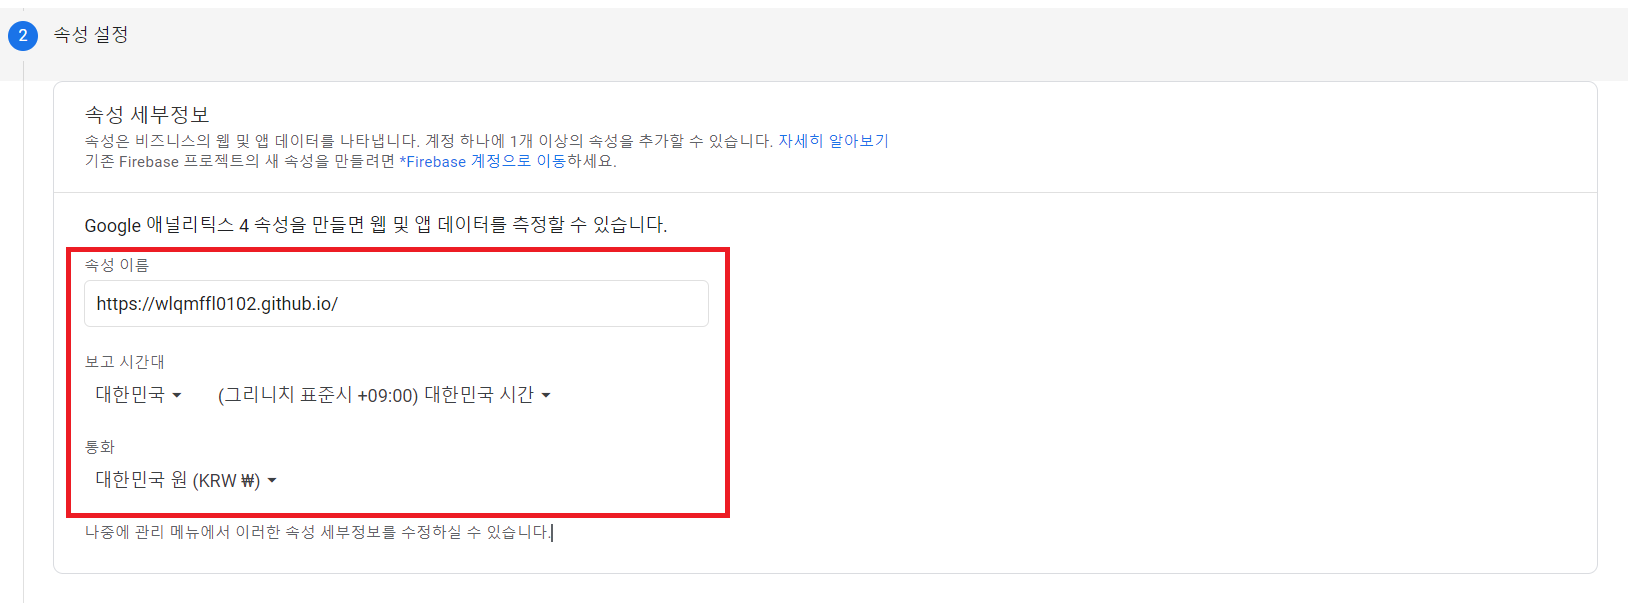 2 속성 설정
속성 세부정보
속성은 비즈니스의 웹 및 앱 데이터를 나타냅니다. 계정 하나에 1개 이상의 속성을 추가할 수 있습니다. 자세히 알아보기
기존 Firebase 프로젝트의 새 속성을 만들려면 *Firebase 계정으로 이동하세요.
Google 애널리틱스 4 속성을 만들면 웹 및 앱 데이터를 측정할 수 있습니다.
속성 이름
https://wlqmffl0102.github.io/
보고 시간대
대한민국 (그리니치 표준시 +09:00) 대한민국 시간
통화
대한민국 원 (KRW ₩)
나중에 관리 메뉴에서 이러한 속성 세부정보를 수정하실 수 있습니다.